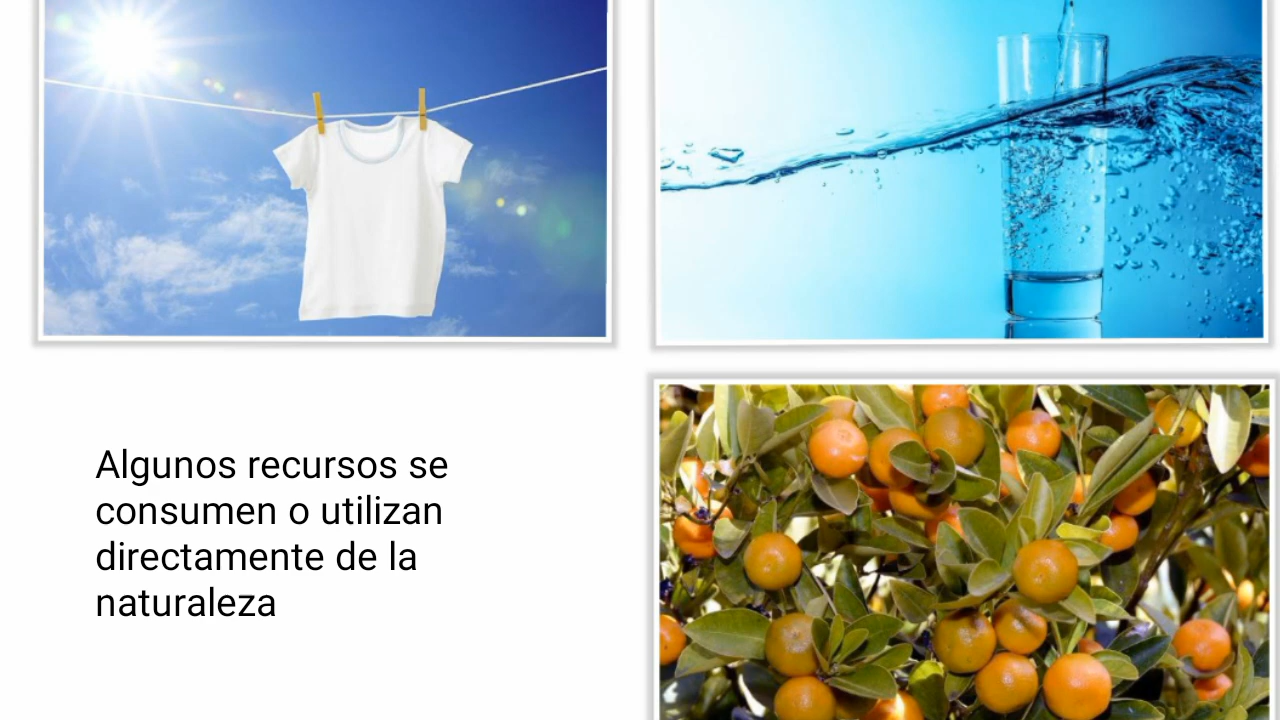 Algunos recursos se
consumen o utilizan
directamente de la
naturaleza